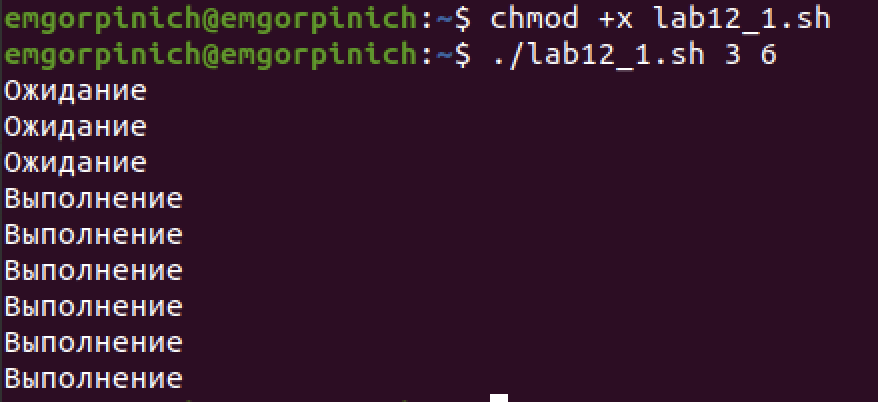 emgorpinich@emgorpinich:~$ chmod +x lab12_1.sh
emgorpinich@emgorpinich:~$ ./lab12_1.sh 3 6
Ожидание
Ожидание
Ожидание
Выполнение
Выполнение
Выполнение
Выполнение
Выполнение
Выполнение